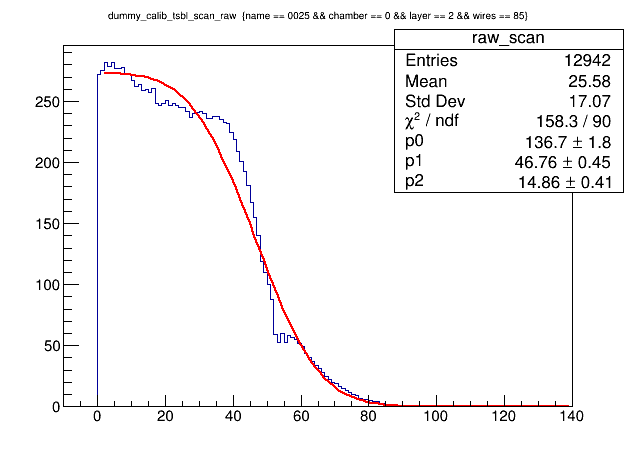 dummy_calib_tsbl_scan_raw {name == 0025 && chamber == 0 && layer == 2 && wires == 85}
raw_scan
Entries 12942
Mean 25.58
Std Dev 17.07
χ² / ndf 158.3 / 90
p0 136.7 ± 1.8
p1 46.76 ± 0.45
p2 14.86 ± 0.41
250
200
150
100
50
0
0 20 40 60 80 100 120 140